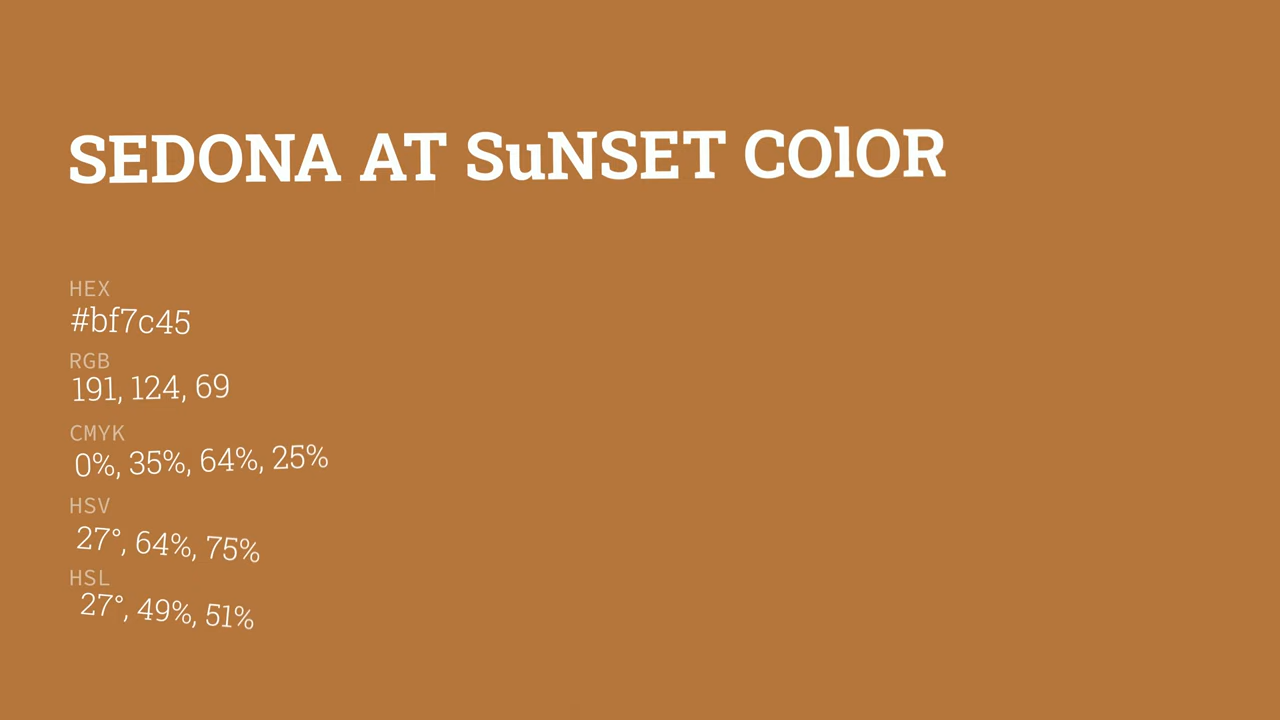 SEDONA AT SuNSET COlOR
HEX
#bf7c45
RGB
191, 124, 69
CMYK
0%, 35%, 64%, 25%
HSV
27°, 64%, 75%
HSL
27°, 49%, 51%